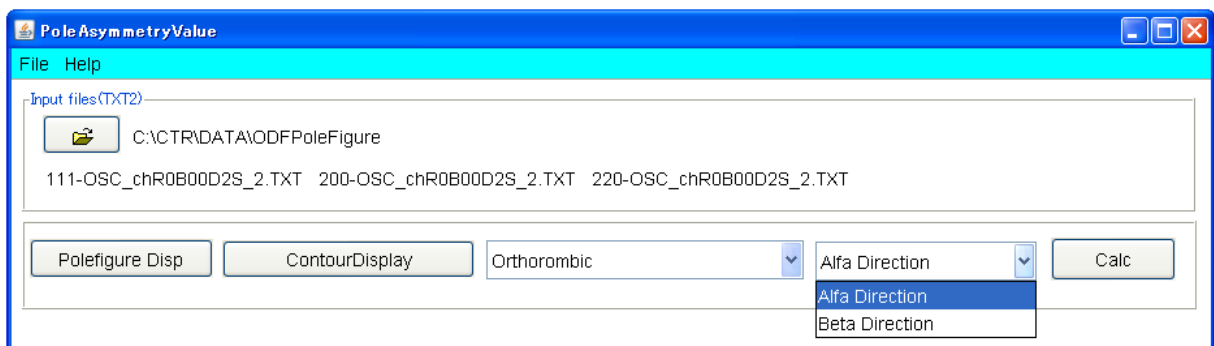 PoleAsymmetryValue
File Help
Input files(TXT2)
C:\CTR\DATA\ODFPoleFigure
111-OSC_chR0B00D2S_2.TXT 200-OSC_chR0B00D2S_2.TXT 220-OSC_chR0B00D2S_2.TXT
Polefigure Disp ContourDisplay Orthorombic Alfa Direction Calc
Alfa Direction
Beta Direction